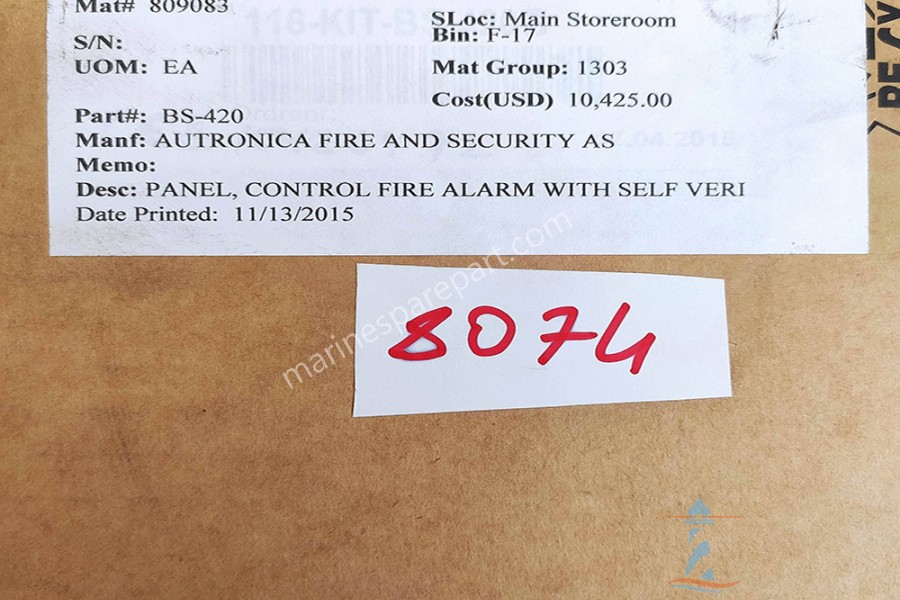 Mat# 809083
SLoc: Main Storeroom
S/N:
Bin: F-17
UOM: EA
Mat Group: 1303
Cost(USD) 10,425.00
Part#: BS-420
Manf: AUTRONICA FIRE AND SECURITY AS
Memo:
Desc: PANEL, CONTROL FIRE ALARM WITH SELF VERI
Date Printed: 11/13/2015
marinesparepart.com
8074